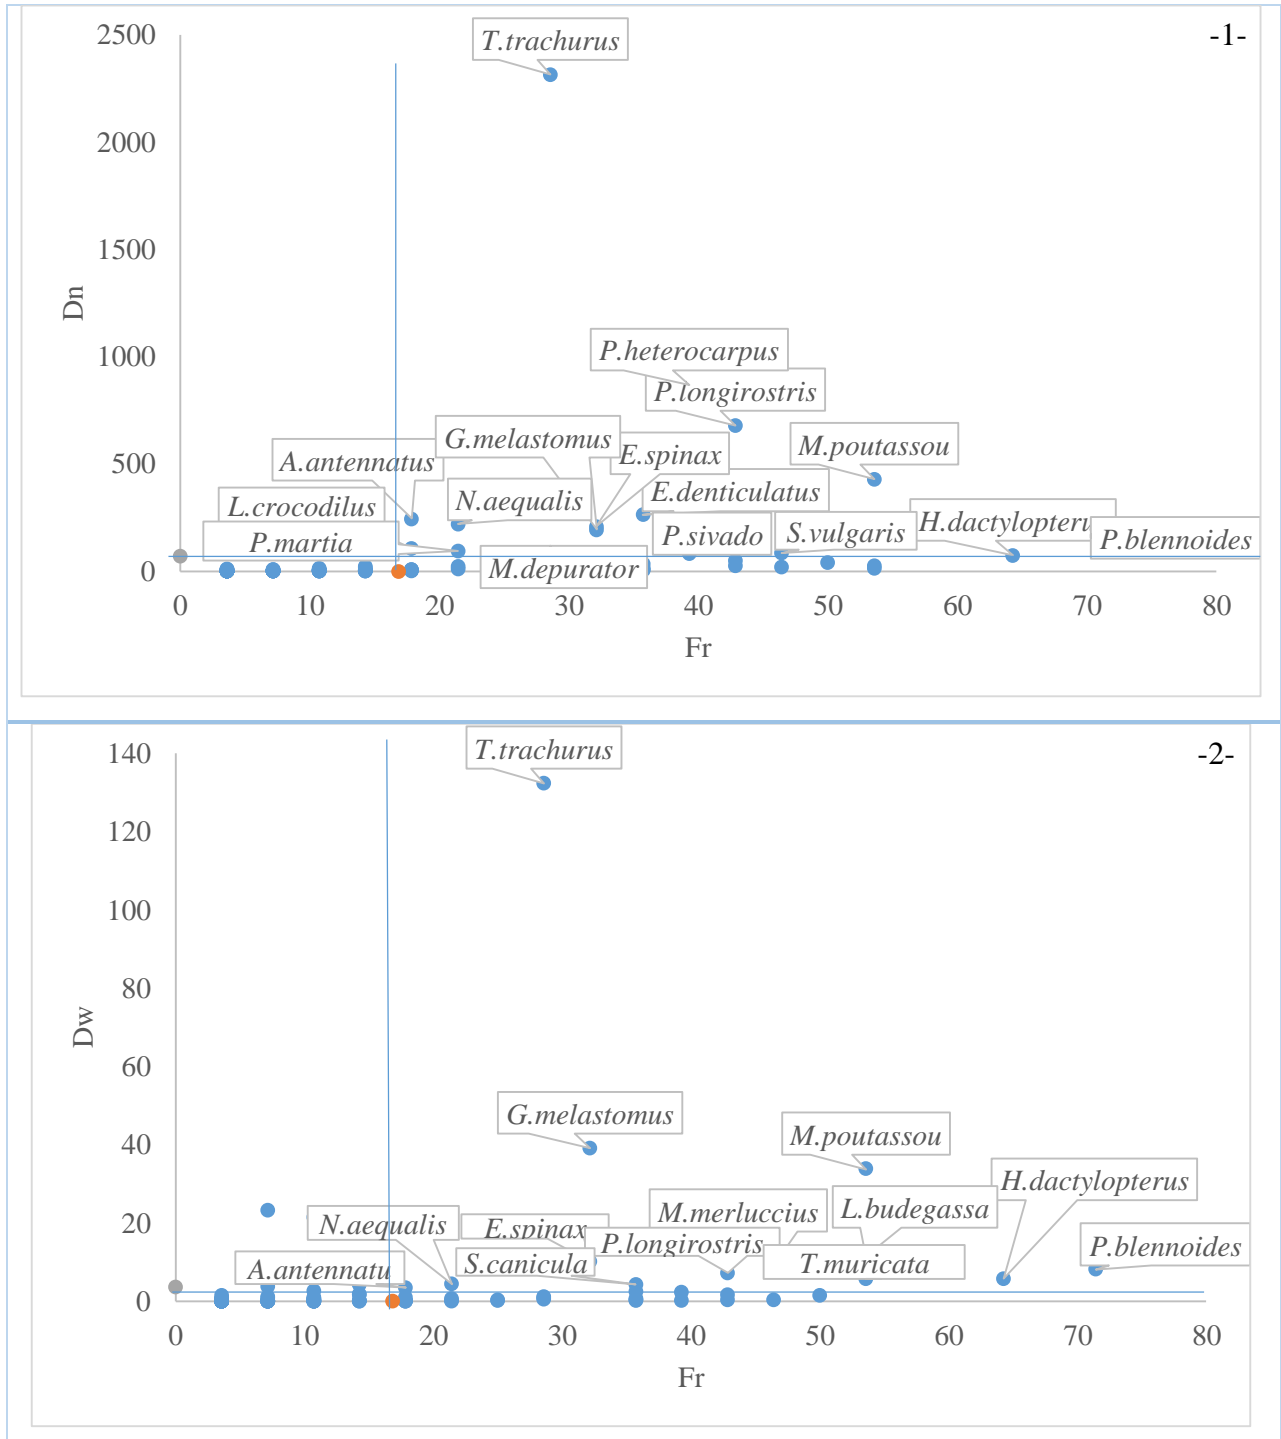 -1-
2500
T.trachurus
2000
1500
Dn
1000
P.heterocarpus
P.longirostris
G.melastomus
M.poutassou
500
A.antennatus
E.spinax
L.crocodilus
N.aequalis
E.denticulatus
P.martia
P.sivado
S.vulgaris
H.dactylopteru
P.blennoides
M.depurator
0
0 10 20 30 40 50 60 70 80
Fr
-2-
140
T.trachurus
120
100
80
Dw
60
40
G.melastomus
M.poutassou
H.dactylopterus
20
N.aequalis
E.spinax
M.merluccius
L.budegassa
P.blennoides
A.antennatu
S.canicula
P.longirostris
T.muricata
0
0 10 20 30 40 50 60 70 80
Fr